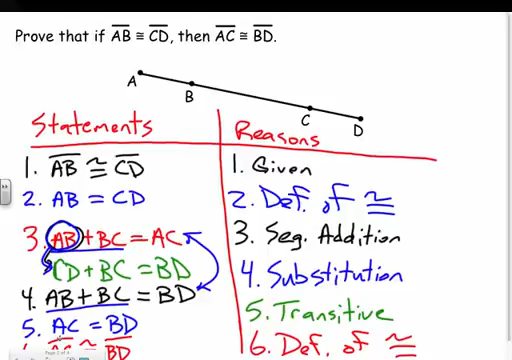 Prove that if AB ≅ CD, then AC ≅ BD.
A
B
C
D
Statements
Reasons
1. AB ≅ CD
1. Given
2. AB = CD
2. Def. of ≅
3. AB + BC = AC
3. Seg. Addition
CD + BC = BD
4. AB + BC = BD
4. Substitution
5. AC = BD
5. Transitive
AC ≅ BD
6. Def. of ≅